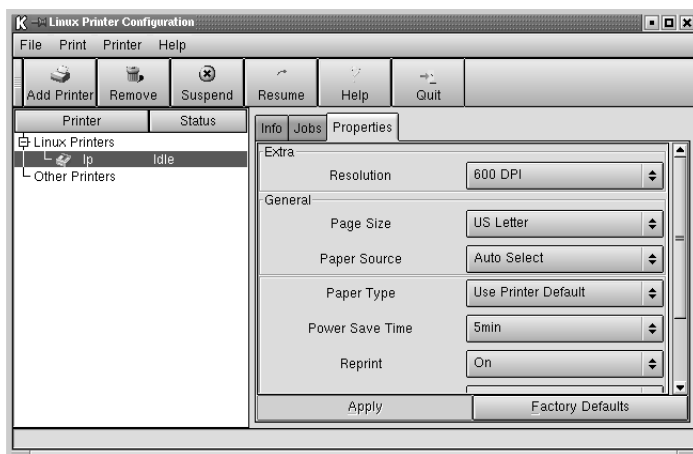 Linux Printer Configuration
File Print Printer Help
Add Printer Remove Suspend Resume Help Quit
Printer Status
Linux Printers
lp Idle
Other Printers
Info Jobs Properties
Extra
Resolution 600 DPI
General
Page Size US Letter
Paper Source Auto Select
Paper Type Use Printer Default
Power Save Time 5min
Reprint On
Apply Factory Defaults